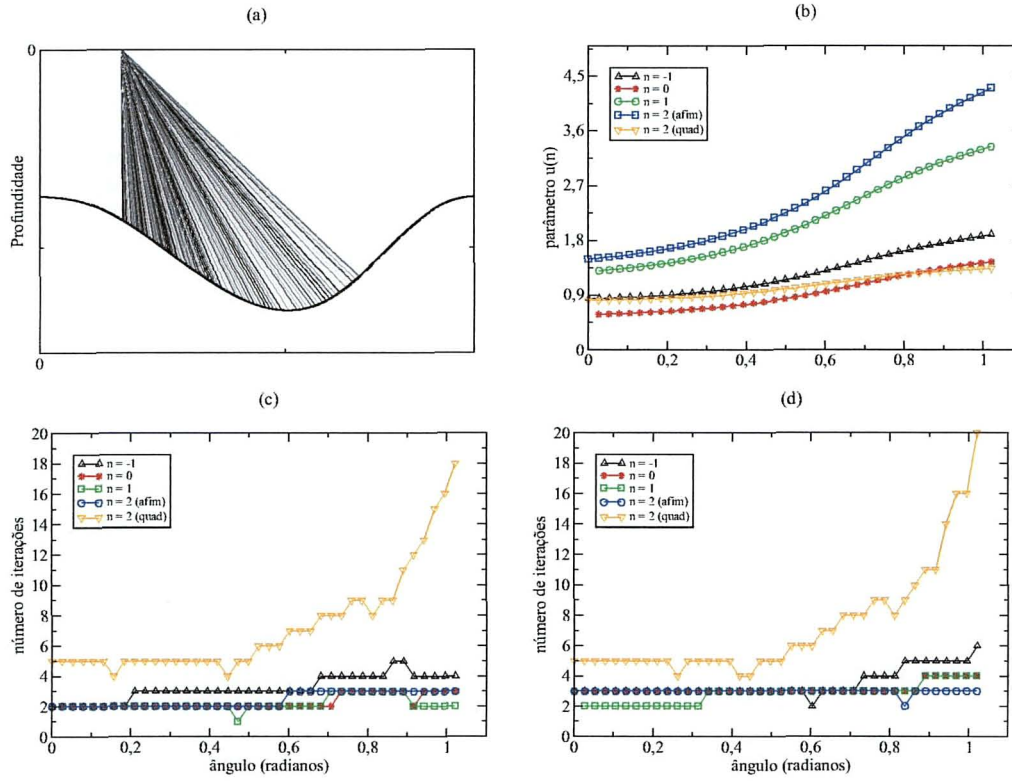 (a)
0
Profundidade
0
(b)
4,5
3,6
2,7
1,8
0,9
0
parâmetro u(n)
n = -1
n = 0
n = 1
n = 2 (afim)
n = 2 (quad)
0
0,2
0,4
0,6
0,8
1
(c)
20
18
16
14
12
10
8
6
4
2
0
número de iterações
n = -1
n = 0
n = 1
n = 2 (afim)
n = 2 (quad)
0
0,2
0,4
0,6
0,8
1
ângulo (radianos)
(d)
20
18
16
14
12
10
8
6
4
2
0
número de iterações
n = -1
n = 0
n = 1
n = 2 (afim)
n = 2 (quad)
0
0,2
0,4
0,6
0,8
1
ângulo (radianos)